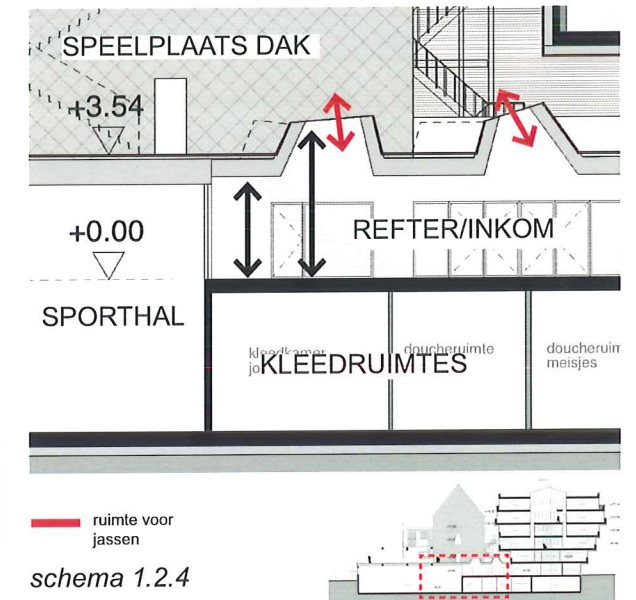 SPEELPLAATS DAK
+3.54
+0.00
REFTER/INKOM
SPORTHAL
doucheruimte
KLEEDRUIMTES
meisjes
ruimte voor
jassen
schema 1.2.4